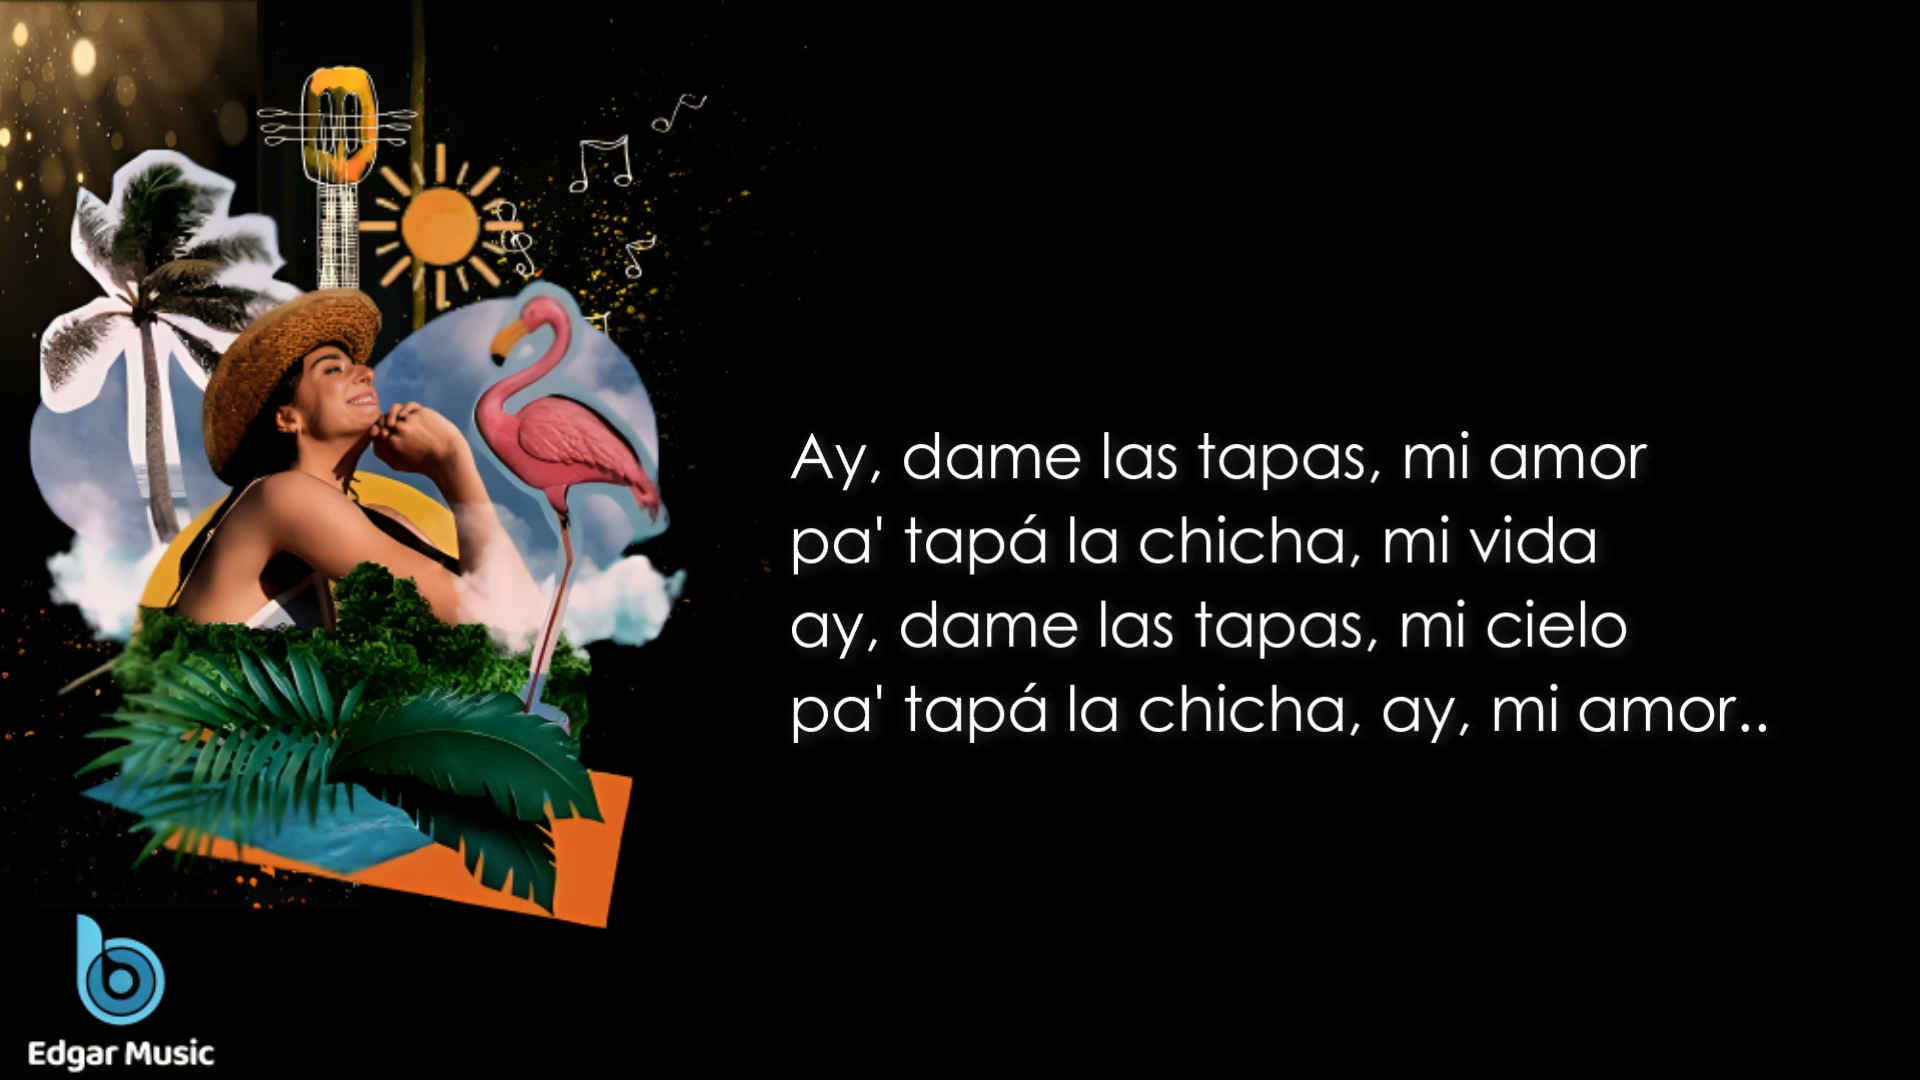 Ay, dame las tapas, mi amor
pa' tapá la chicha, mi vida
ay, dame las tapas, mi cielo
pa' tapá la chicha, ay, mi amor..
Edgar Music